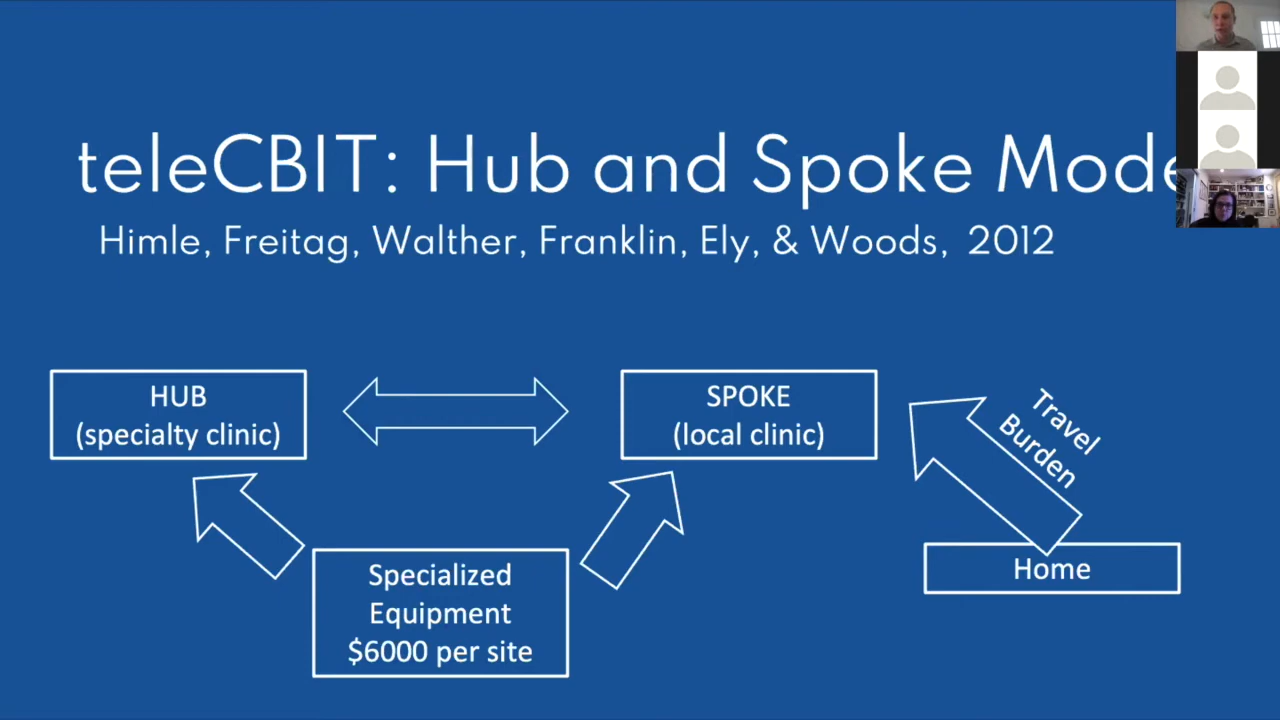 teleCBIT: Hub and Spoke Mode
Himle, Freitag, Walther, Franklin, Ely, & Woods, 2012
HUB
(specialty clinic)
SPOKE
(local clinic)
Travel
Burden
Home
Specialized
Equipment
$6000 per site